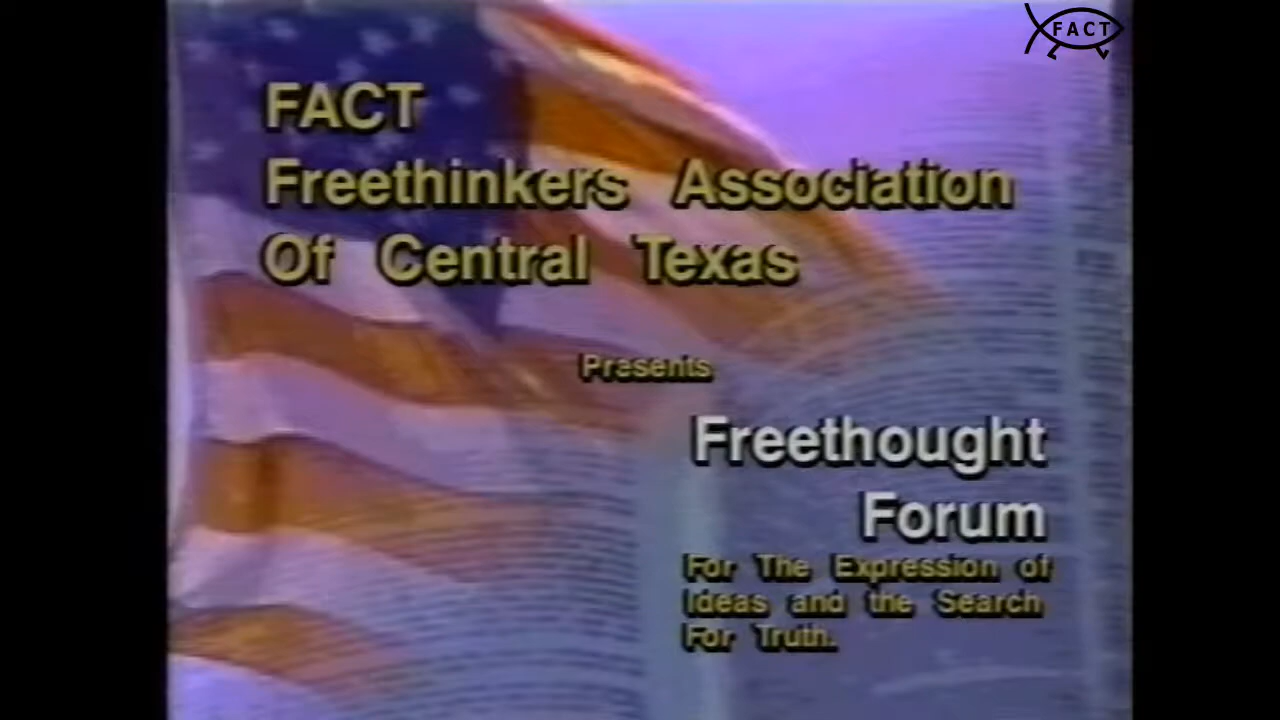 FACT
FACT
Freethinkers Association
Of Central Texas
Presents
Freethought
Forum
For The Expression of
Ideas and the Search
For Truth.